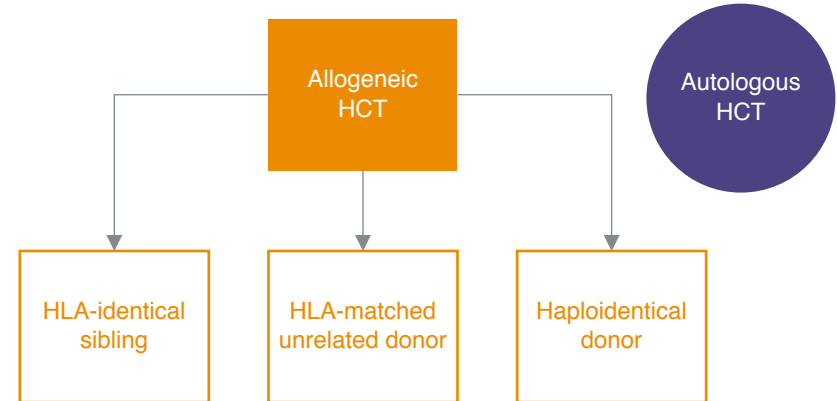 Allogeneic
HCT
Autologous
HCT
HLA-identical
sibling
HLA-matched
unrelated donor
Haploidentical
donor